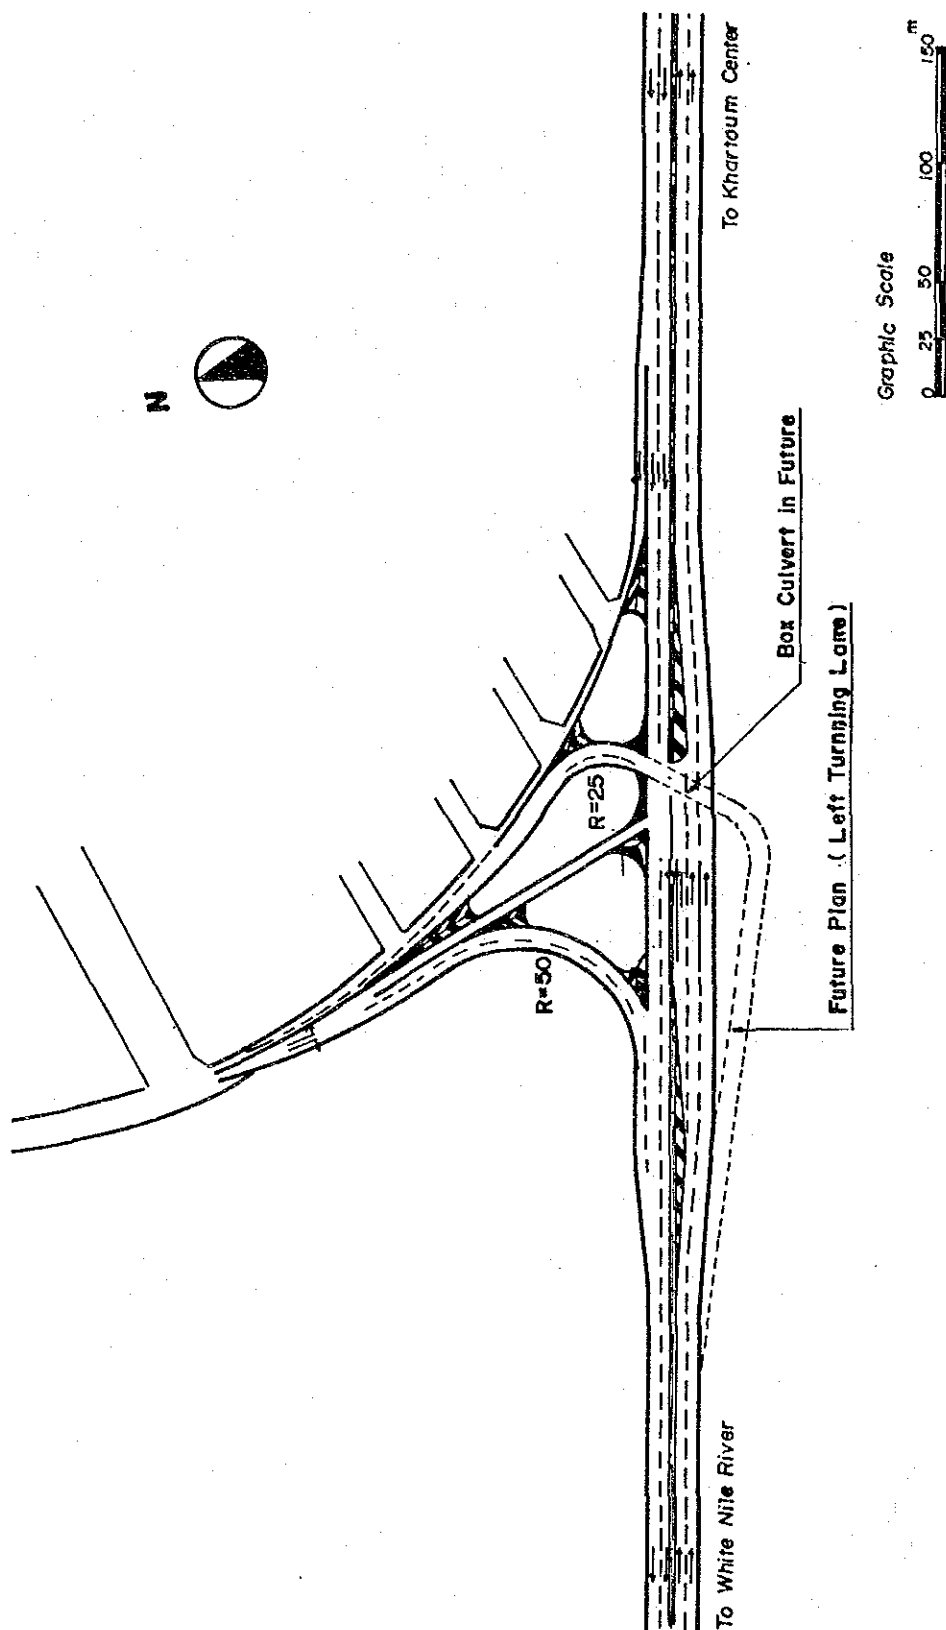 N
To Khartoum Center
R=25
R=50
Box Culvert in Future
Future Plan (Left Turnning Lane)
To White Nile River
Graphic Scale
0 25 50 100 150 m